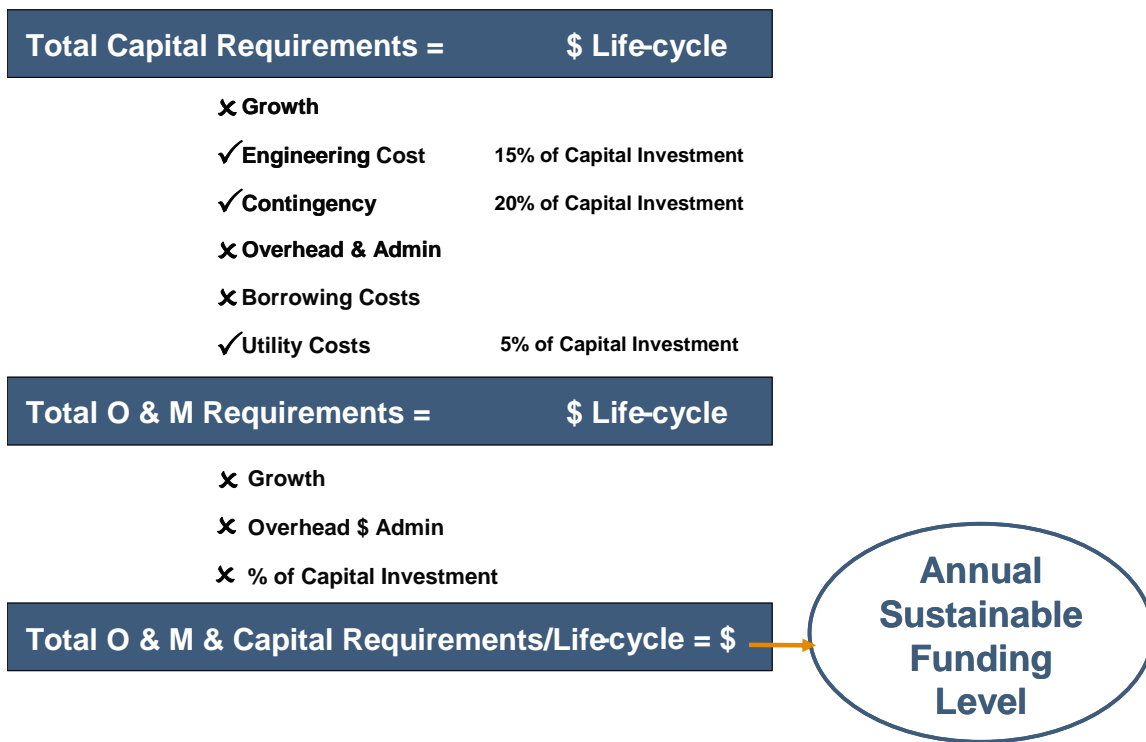 Total Capital Requirements = $ Life-cycle
✗ Growth
✓ Engineering Cost 15% of Capital Investment
✓ Contingency 20% of Capital Investment
✗ Overhead & Admin
✗ Borrowing Costs
✓ Utility Costs 5% of Capital Investment
Total O & M Requirements = $ Life-cycle
✗ Growth
✗ Overhead $ Admin
✗ % of Capital Investment
Total O & M & Capital Requirements/Life-cycle = $
Annual
Sustainable
Funding
Level